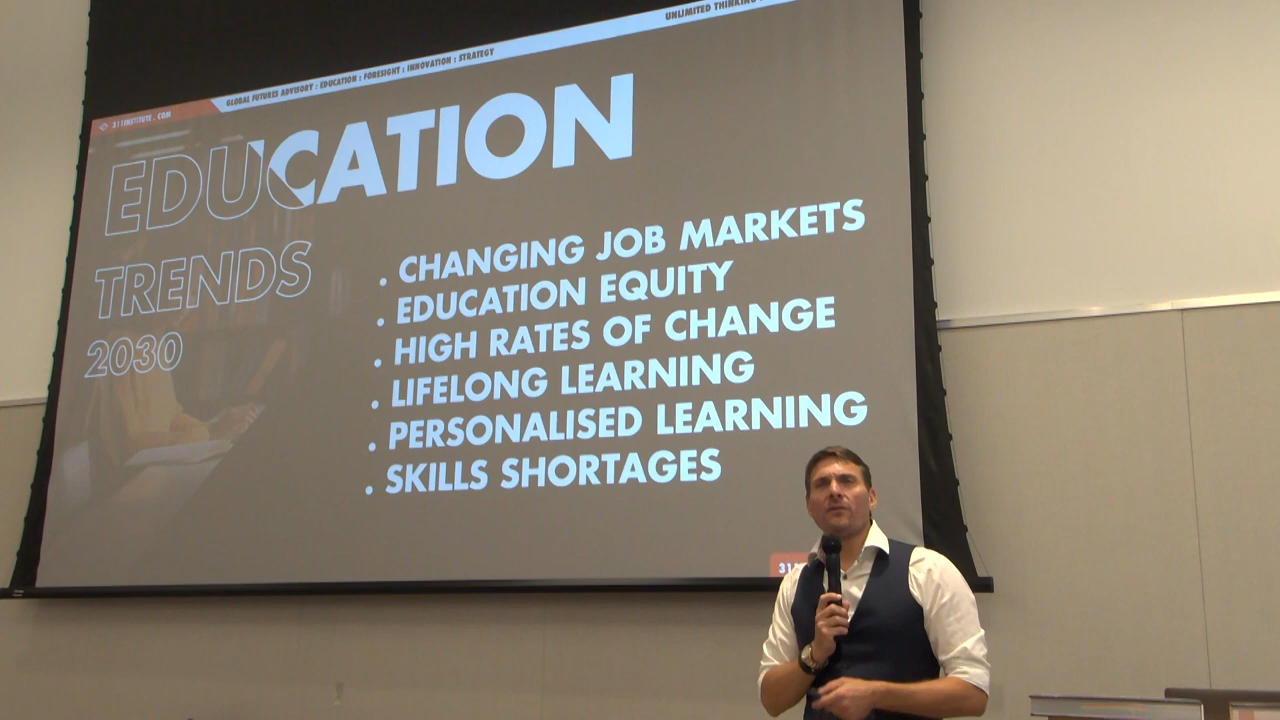 UNLIMITED THINKING
GLOBAL FUTURES ADVISORY : EDUCATION : FORESIGHT : INNOVATION : STRATEGY
311INSTITUTE . COM
EDUCATION
TRENDS
2030
. CHANGING JOB MARKETS
. EDUCATION EQUITY
. HIGH RATES OF CHANGE
. LIFELONG LEARNING
. PERSONALISED LEARNING
. SKILLS SHORTAGES